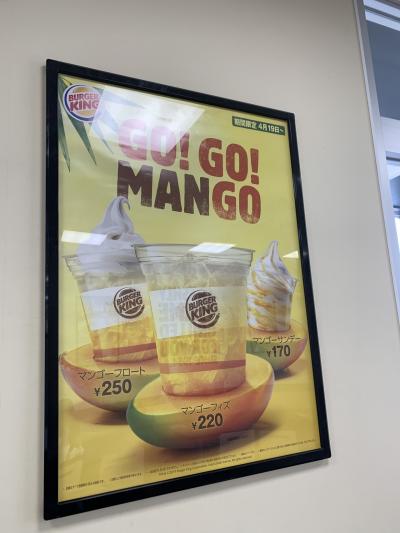 BURGER KING
期間限定 4月19日～
GO! GO!
MANGO
BURGER KING
BURGER KING
マンゴーフロート
¥250
マンゴーサンデー
¥170
マンゴーフィズ
¥220